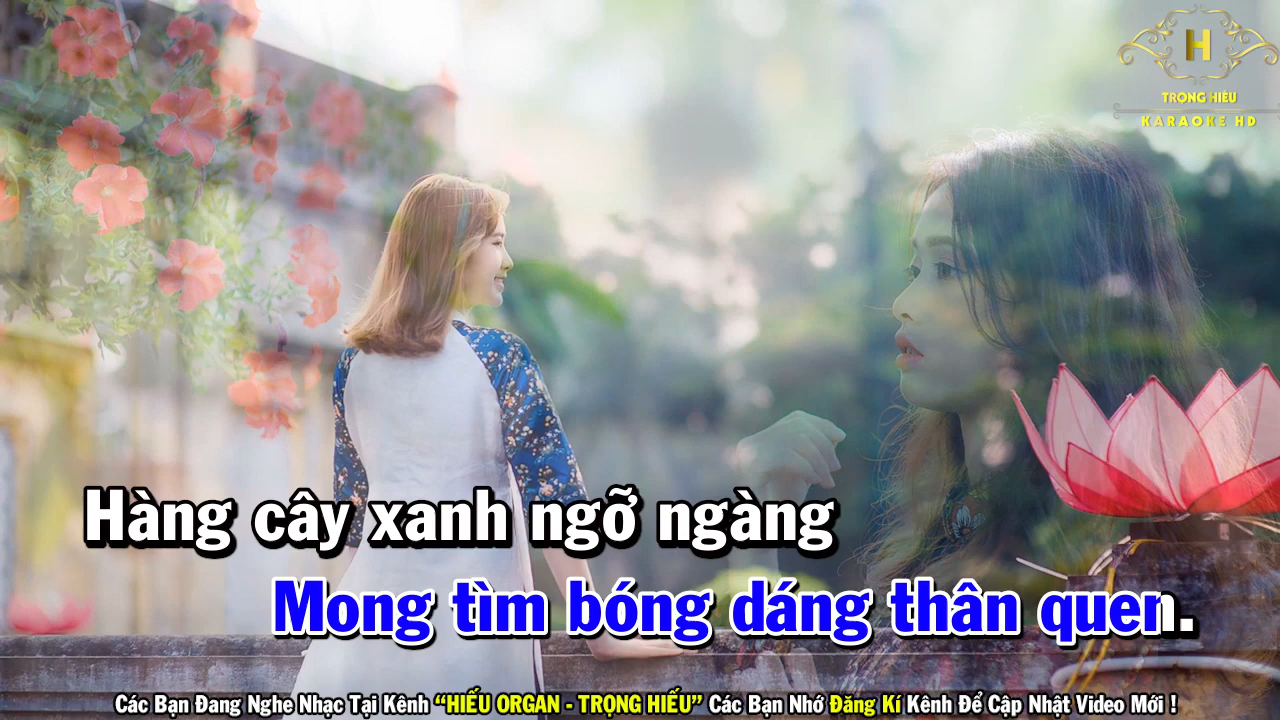 H
TRỌNG HIẾU
KARAOKE HD
Hàng cây xanh ngỡ ngàng
Mong tìm bóng dáng thân quen.
Các Bạn Đang Nghe Nhạc Tại Kênh “HIẾU ORGAN - TRỌNG HIẾU” Các Bạn Nhớ Đăng Kí Kênh Để Cập Nhật Video Mới !